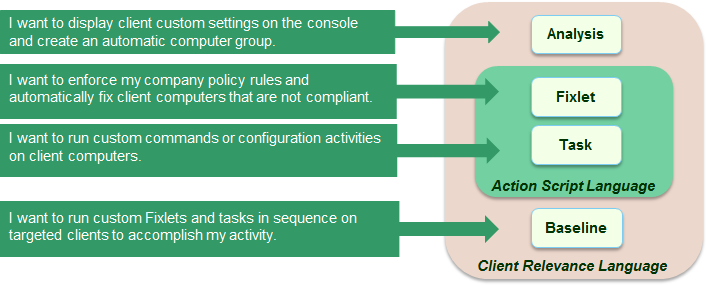 I want to display client custom settings on the console
and create an automatic computer group.
Analysis
I want to enforce my company policy rules and
automatically fix client computers that are not compliant.
Fixlet
I want to run custom commands or configuration activities
on client computers.
Task
Action Script Language
I want to run custom Fixlets and tasks in sequence on
targeted clients to accomplish my activity.
Baseline
Client Relevance Language